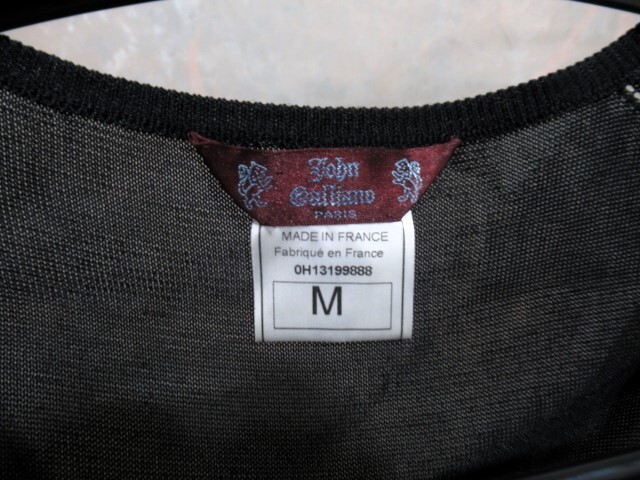 John
Galliano
PARIS
MADE IN FRANCE
Fabriqué en France
0H13199888
M